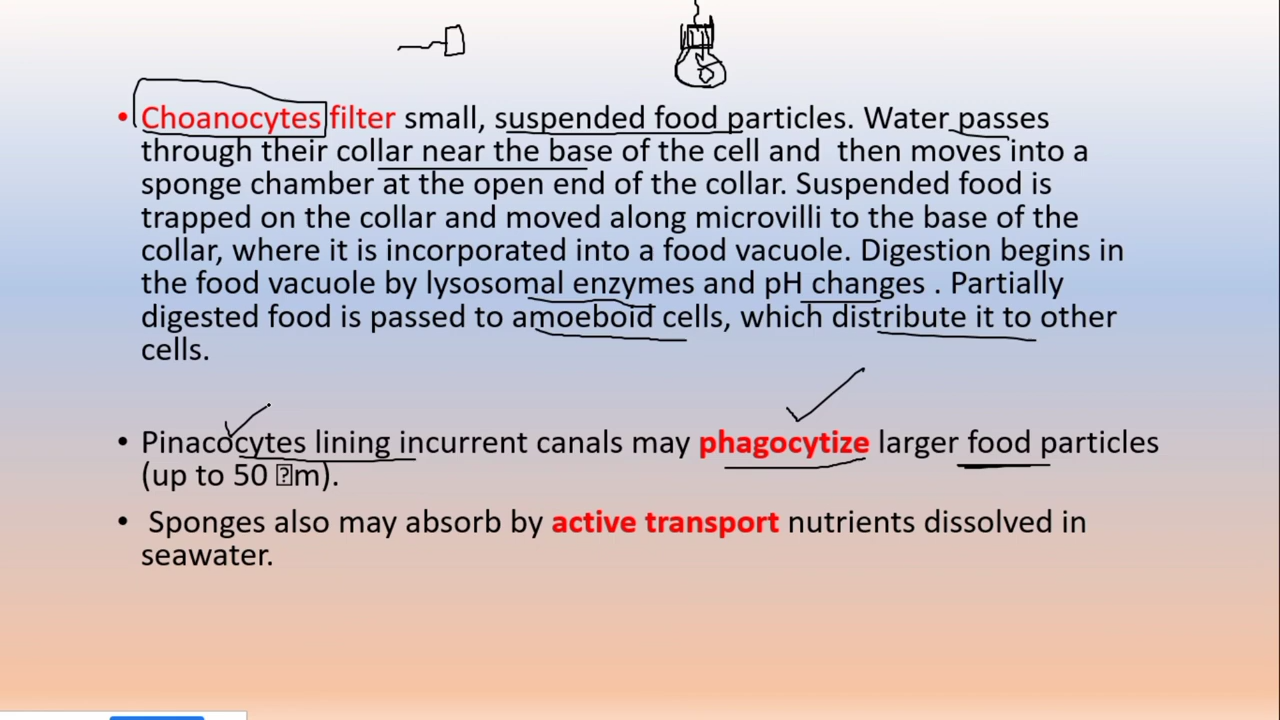 • Choanocytes filter small, suspended food particles. Water passes
through their collar near the base of the cell and then moves into a
sponge chamber at the open end of the collar. Suspended food is
trapped on the collar and moved along microvilli to the base of the
collar, where it is incorporated into a food vacuole. Digestion begins in
the food vacuole by lysosomal enzymes and pH changes . Partially
digested food is passed to amoeboid cells, which distribute it to other
cells.
• Pinacocytes lining incurrent canals may phagocytize larger food particles
(up to 50 �m).
• Sponges also may absorb by active transport nutrients dissolved in
seawater.